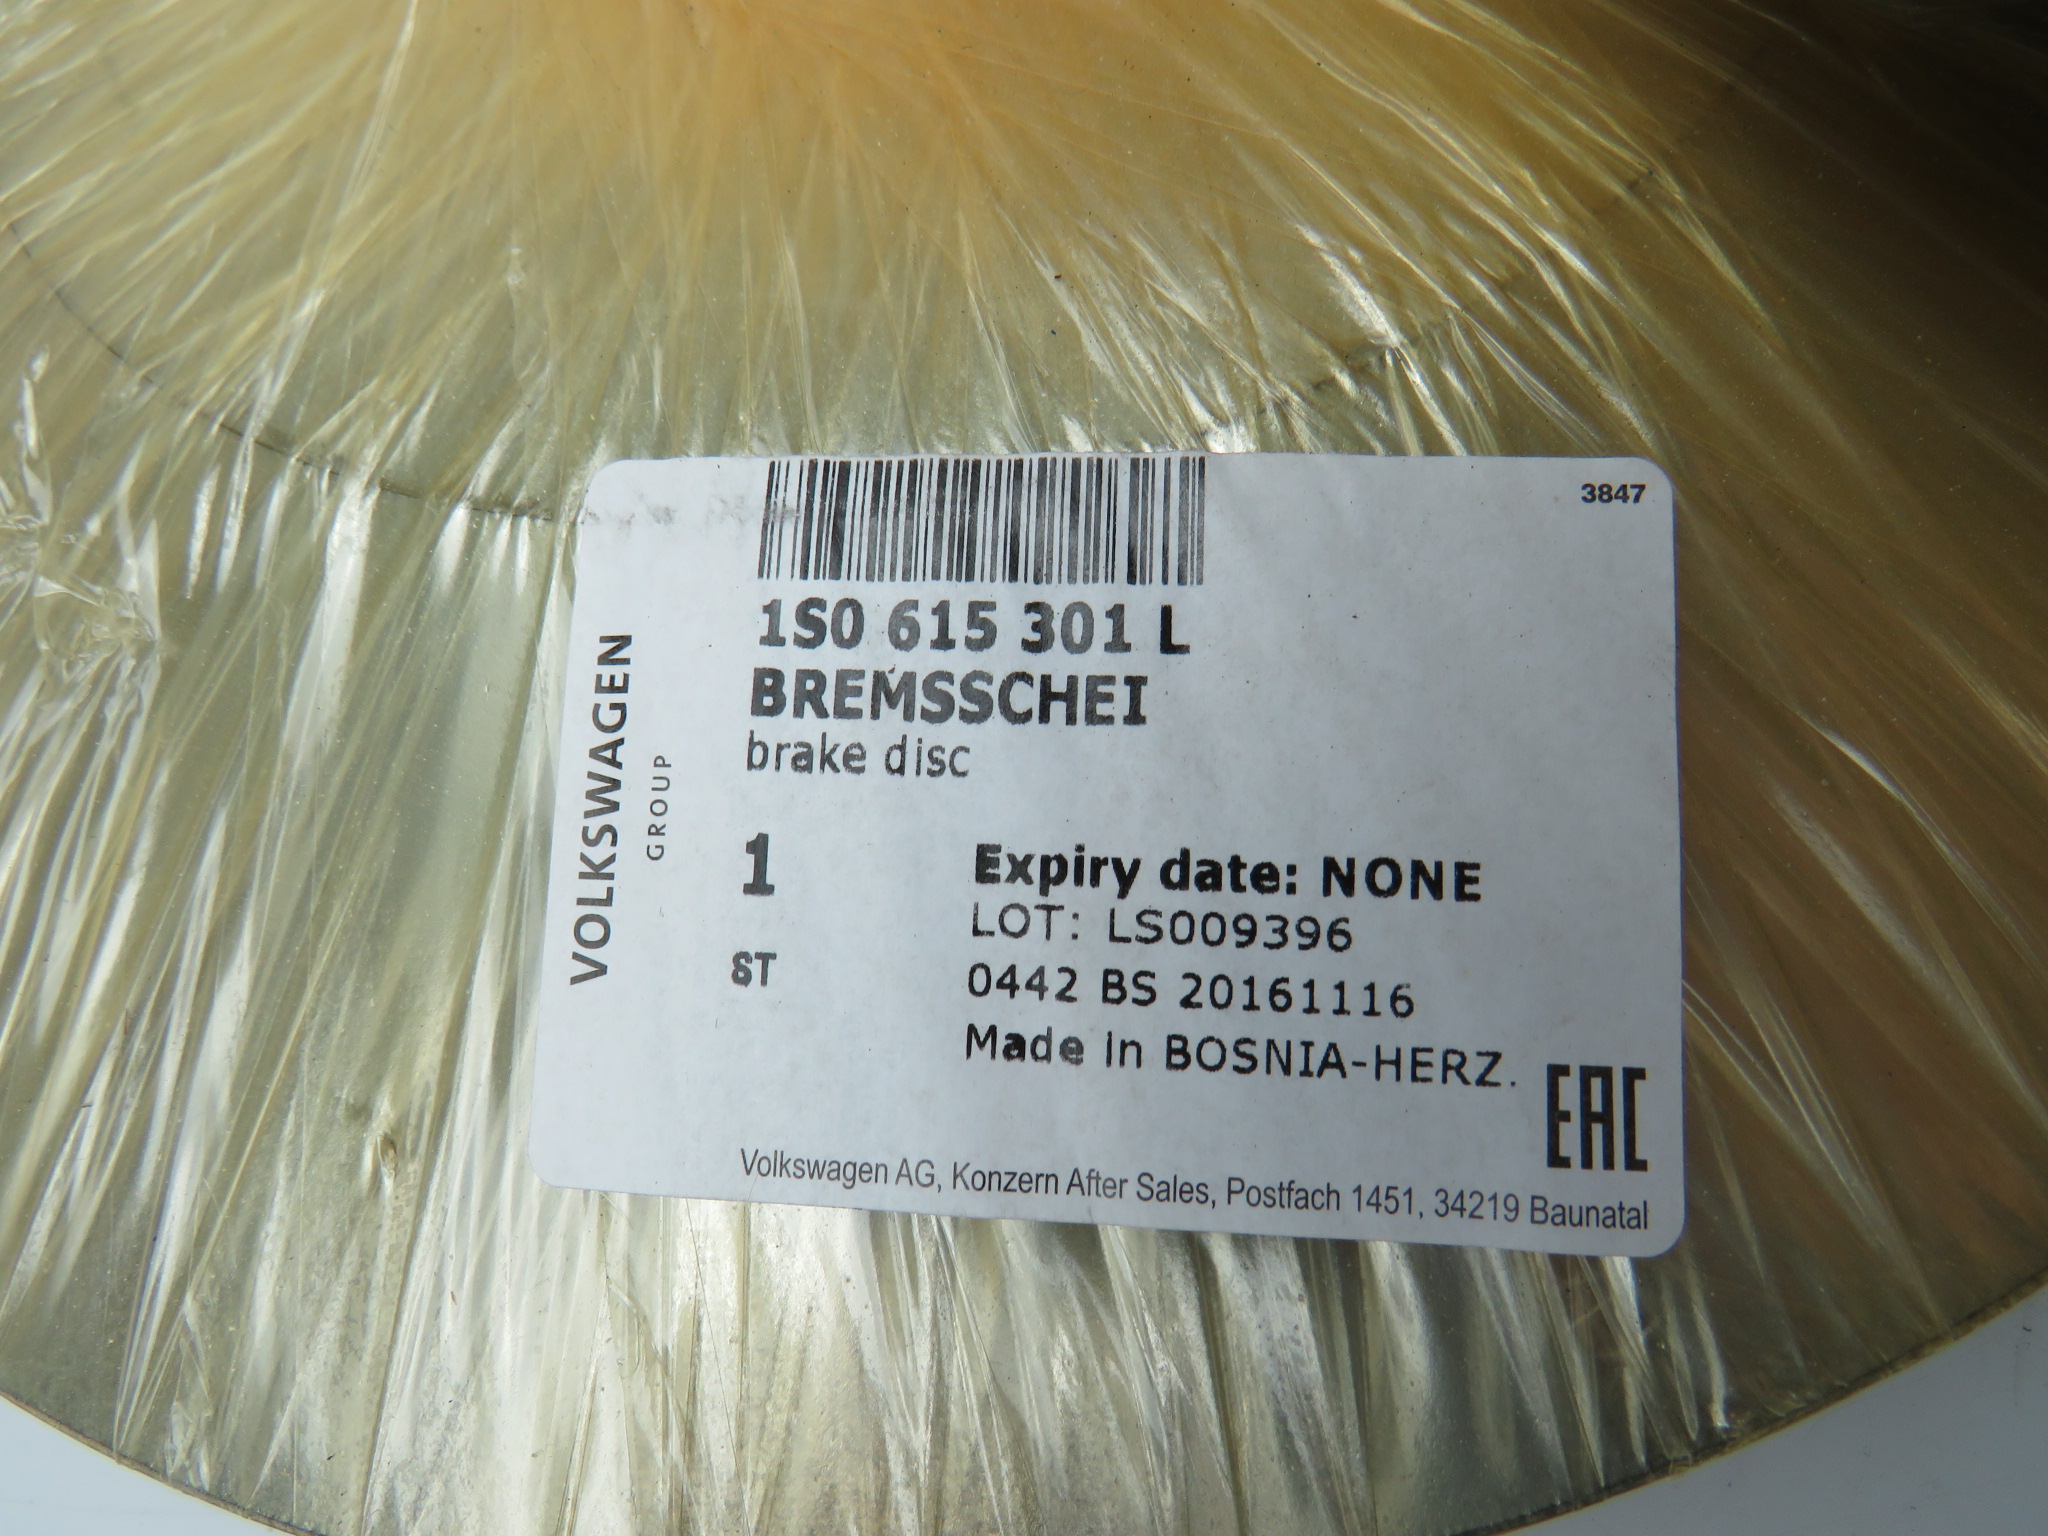 3847
1S0 615 301 L
BREMSSCHEI
brake disc
VOLKSWAGEN
GROUP
1
ST
Expiry date: NONE
LOT: LS009396
0442 BS 20161116
Made in BOSNIA-HERZ.
EAC
Volkswagen AG, Konzern After Sales, Postfach 1451, 34219 Baunatal